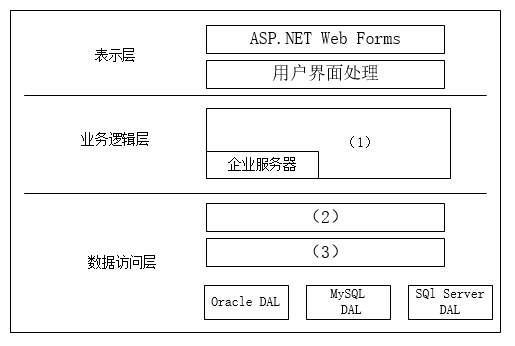 表示层
ASP.NET Web Forms
用户界面处理
业务逻辑层
（1）
企业服务器
数据访问层
（2）
（3）
Oracle DAL
MySQL
DAL
SQl Server
DAL